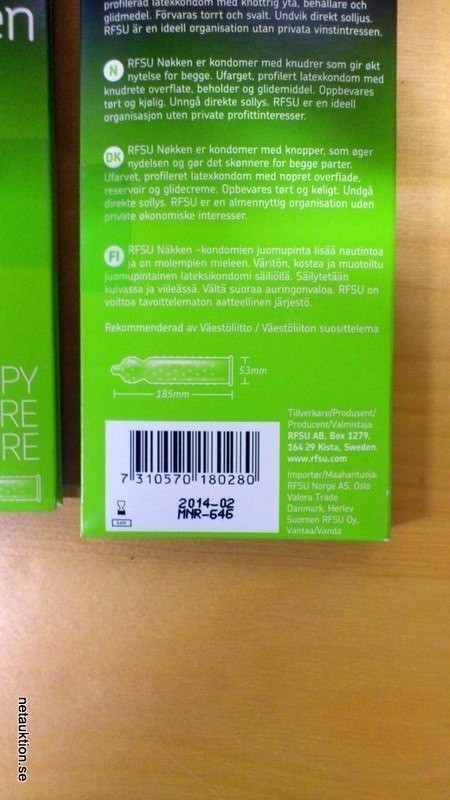 en
profilerad latexkondom med knottrig yta, behållare och
glidmedel. Förvaras torrt och svalt. Undvik direkt solljus.
RFSU är en ideell organisation utan privata vinstintressen.
N RFSU Nøkken er kondomer med knudrer som gir økt
nytelse for begge. Ufarget, profilert latexkondom med
knudrete overflate, beholder og glidemiddel. Oppbevares
tørt og kjølig. Unngå direkte sollys. RFSU er en ideell
organisasjon uten private profittinteresser.
DK RFSU Nøkken er kondomer med knopper, som øger
nydelsen og gør det skønnere for begge parter.
Ufarvet, profileret latexkondom med nopret overflade,
reservoir og glidecreme. Opbevares tørt og køligt. Undgå
direkte sollys. RFSU er en almennyttig organisation uden
private økonomiske interesser.
FI RFSU Näkken -kondomien juomupinta lisää nautintoa
ja on molempien mieleen. Väritön, kostea ja muotoiltu
juomupintainen lateksikondomi säiliöllä. Säilytetään
kuivassa ja viileässä. Vältä suoraa auringonvaloa. RFSU on
voittoa tavoittelematon aatteellinen järjestö.
Rekommenderad av Väestöliitto / Väestöliiton suosittelema
53mm
185mm
PY
RE
RE
Tillverkare/Produsent/
Producent/Valmistaja:
RFSU AB, Box 1279,
164 29 Kista, Sweden.
www.rfsu.com
Importør/Maahantuoja:
RFSU Norge AS, Oslo
Valora Trade
Danmark, Herlev
Suomen RFSU Oy,
Vantaa/Vanda
7 310570 180280
2014-02
MNR-646
netauktion.se